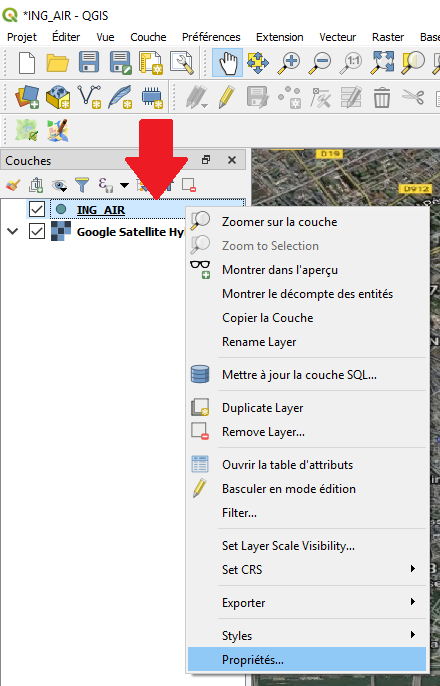 *ING_AIR - QGIS
Projet Éditer Vue Couche Préférences Extension Vecteur Raster Base
1:1
Couches
ING_AIR
Google Satellite Hy
D19
D912
Zoomer sur la couche
Zoom to Selection
Montrer dans l'aperçu
Montrer le décompte des entités
Copier la Couche
Rename Layer
Mettre à jour la couche SQL...
Duplicate Layer
Remove Layer...
Ouvrir la table d'attributs
Basculer en mode édition
Filter...
Set Layer Scale Visibility...
Set CRS
Exporter
Styles
Propriétés...